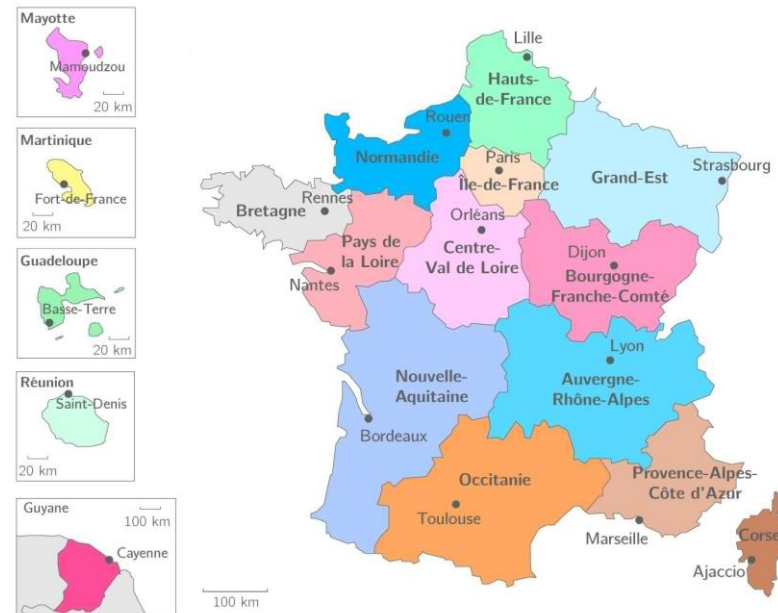 Mayotte
Mamoudzou
20 km
Martinique
Fort-de-France
20 km
Guadeloupe
Basse-Terre
20 km
Réunion
Saint-Denis
20 km
Guyane
100 km
Cayenne
Lille
Hauts-
de-France
Rouen
Normandie
Paris
Île-de-France
Strasbourg
Grand-Est
Rennes
Bretagne
Pays de
la Loire
Nantes
Orléans
Centre-
Val de Loire
Dijon
Bourgogne-
Franche-Comté
Lyon
Auvergne-
Rhône-Alpes
Nouvelle-
Aquitaine
Bordeaux
Occitanie
Toulouse
Provence-Alpes-
Côte d'Azur
Marseille
Corse
Ajaccio
100 km